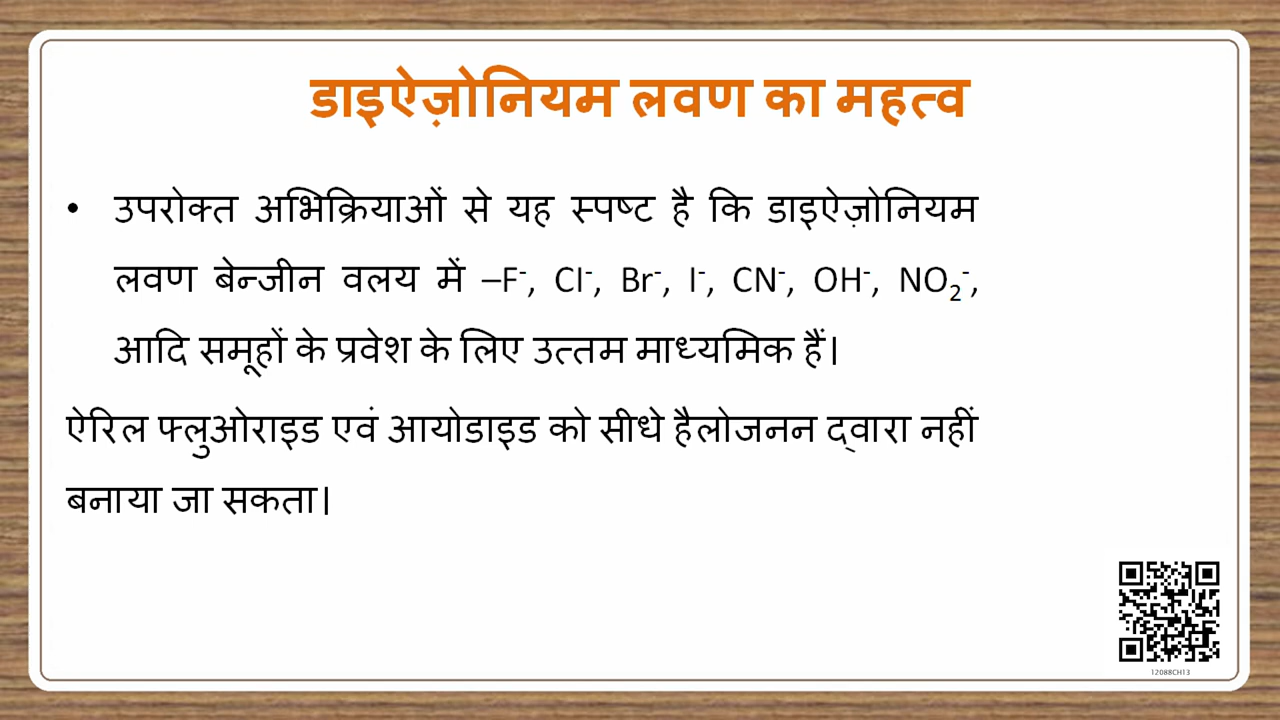 डाइऐज़ोनियम लवण का महत्व
• उपरोक्त अभिक्रियाओं से यह स्पष्ट है कि डाइऐज़ोनियम
लवण बेन्जीन वलय में –F⁻, Cl⁻, Br⁻, I⁻, CN⁻, OH⁻, NO₂⁻,
आदि समूहों के प्रवेश के लिए उत्तम माध्यमिक हैं।
ऐरिल फ्लुओराइड एवं आयोडाइड को सीधे हैलोजनन द्वारा नहीं
बनाया जा सकता।
12088CH13